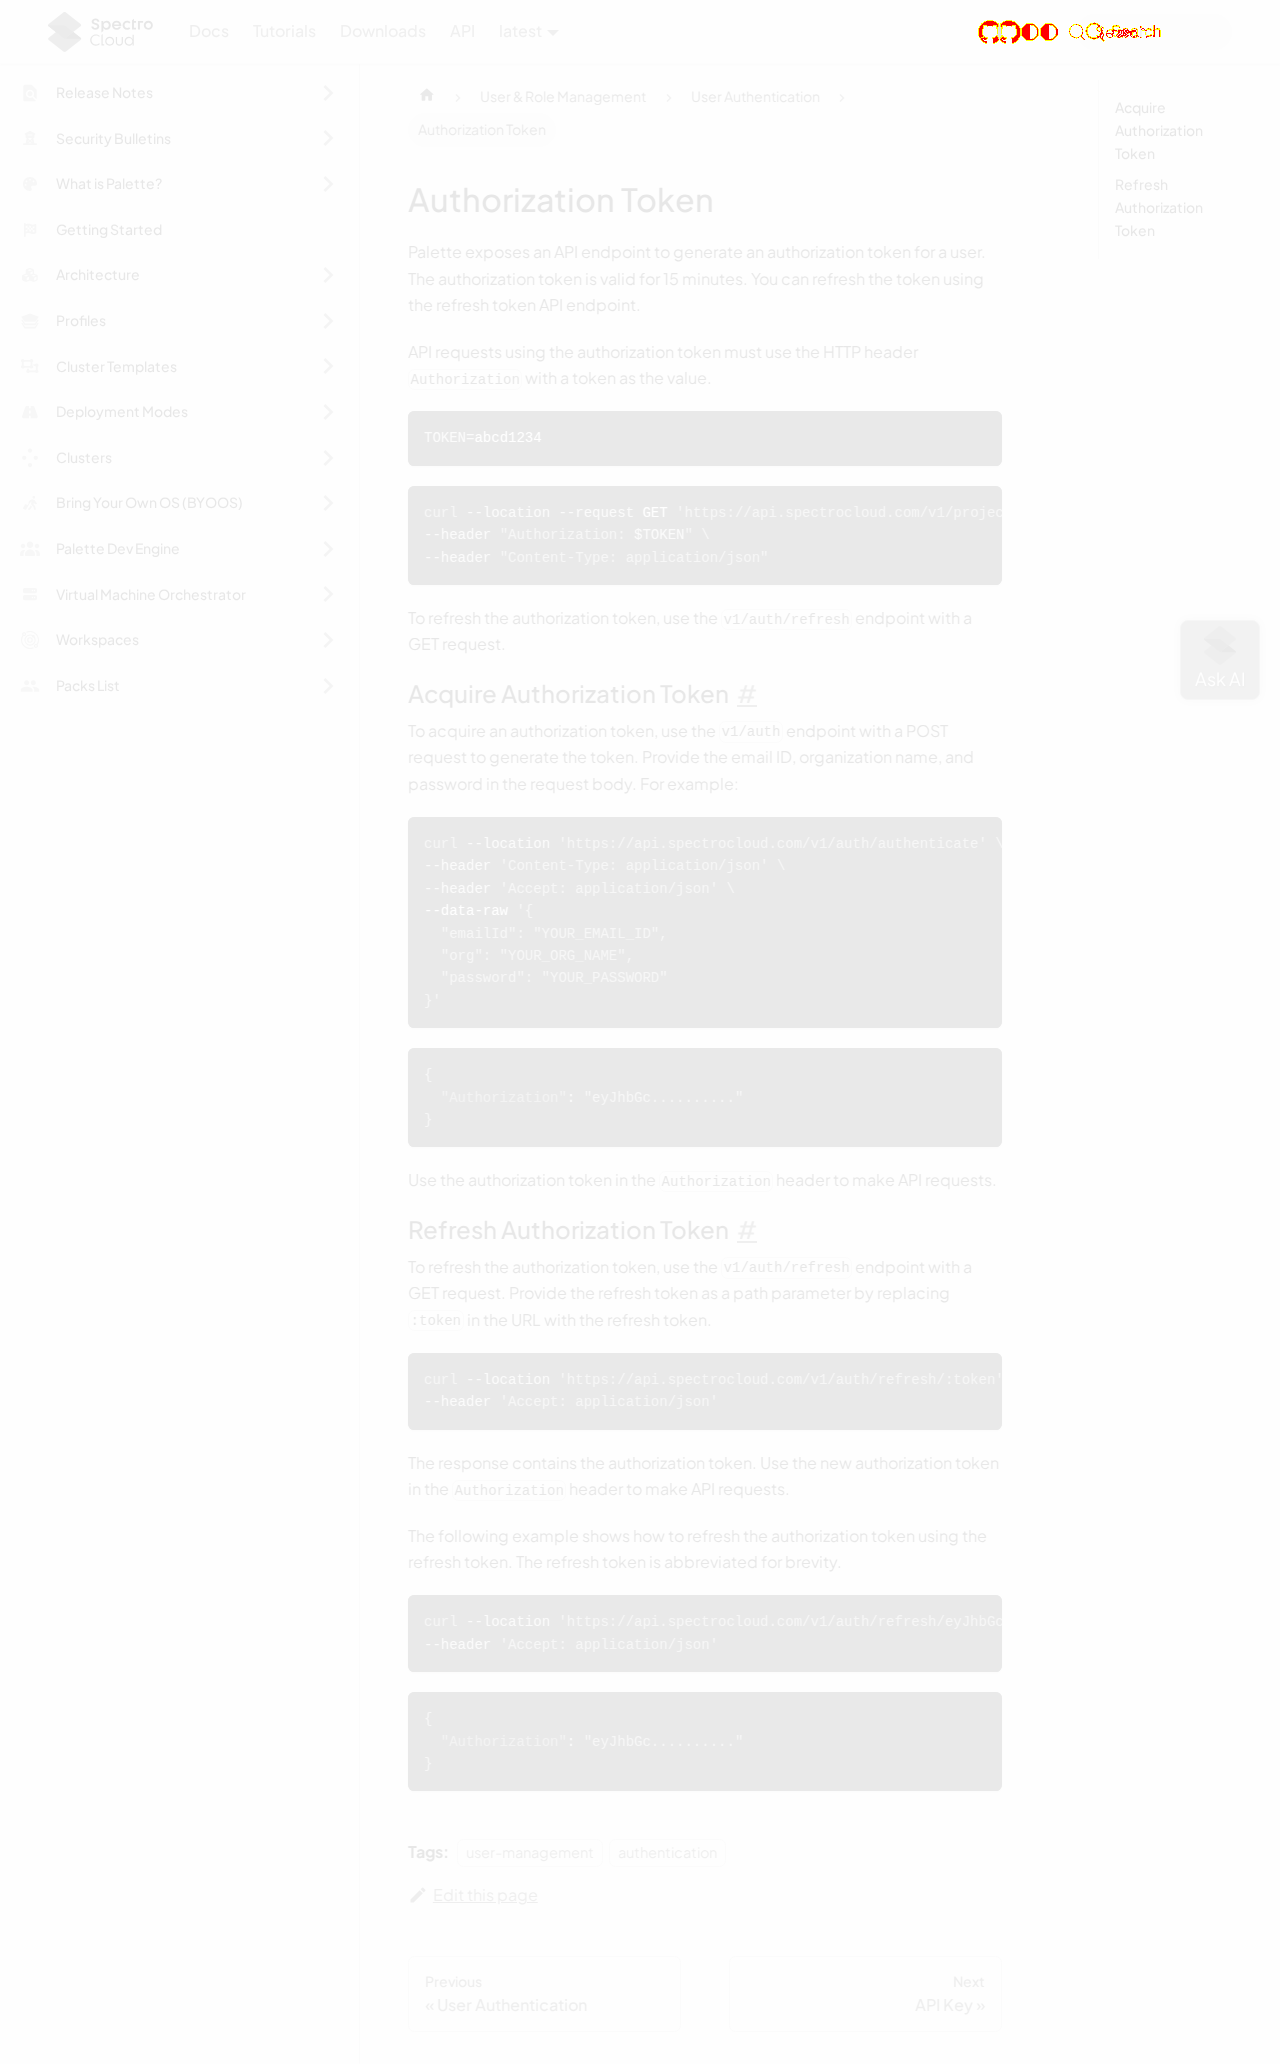 Spectro
Cloud
Docs
Tutorials
Downloads
API
latest
Release Notes
Security Bulletins
What is Palette?
Getting Started
Architecture
Profiles
Cluster Templates
Deployment Modes
Clusters
Bring Your Own OS (BYOOS)
Palette Dev Engine
Virtual Machine Orchestrator
Workspaces
Packs List
User & Role Management
User Authentication
Authorization Token
Authorization Token
Palette exposes an API endpoint to generate an authorization token for a user.
The authorization token is valid for 15 minutes. You can refresh the token using
the refresh token API endpoint.
API requests using the authorization token must use the HTTP header
Authorization with a token as the value.
TOKEN=abcd1234
curl --location --request GET 'https://api.spectrocloud.com/v1/projec
--header "Authorization: $TOKEN" \
--header "Content-Type: application/json"
To refresh the authorization token, use the v1/auth/refresh endpoint with a
GET request.
Acquire Authorization Token #
To acquire an authorization token, use the v1/auth endpoint with a POST
request to generate the token. Provide the email ID, organization name, and
password in the request body. For example:
curl --location 'https://api.spectrocloud.com/v1/auth/authenticate' \
--header 'Content-Type: application/json' \
--header 'Accept: application/json' \
--data-raw '{
"emailId": "YOUR_EMAIL_ID",
"org": "YOUR_ORG_NAME",
"password": "YOUR_PASSWORD"
}'
{
"Authorization": "eyJhbGc.........."
}
Use the authorization token in the Authorization header to make API requests.
Refresh Authorization Token #
To refresh the authorization token, use the v1/auth/refresh endpoint with a
GET request. Provide the refresh token as a path parameter by replacing
:token in the URL with the refresh token.
curl --location 'https://api.spectrocloud.com/v1/auth/refresh/:token'
--header 'Accept: application/json'
The response contains the authorization token. Use the new authorization token
in the Authorization header to make API requests.
The following example shows how to refresh the authorization token using the
refresh token. The refresh token is abbreviated for brevity.
curl --location 'https://api.spectrocloud.com/v1/auth/refresh/eyJhbGc
--header 'Accept: application/json'
{
"Authorization": "eyJhbGc.........."
}
Tags: user-management authentication
Edit this page
Previous
« User Authentication
Next
API Key »
Acquire
Authorization
Token
Refresh
Authorization
Token
Ask AI